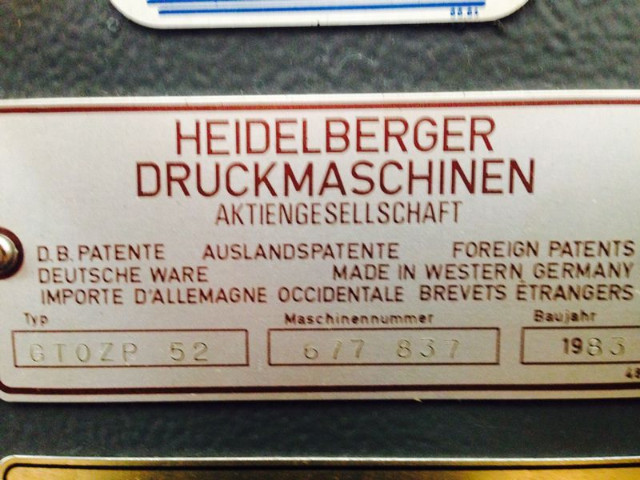 HEIDELBERGER
DRUCKMASCHINEN
AKTIENGESELLSCHAFT
D.B. PATENTE AUSLANDSPATENTE FOREIGN PATENTS
DEUTSCHE WARE MADE IN WESTERN GERMANY
IMPORTE D'ALLEMAGNE OCCIDENTALE BREVETS ÉTRANGERS
Typ Maschinennummer Baujahr
GTOZP 52 677 837 1983